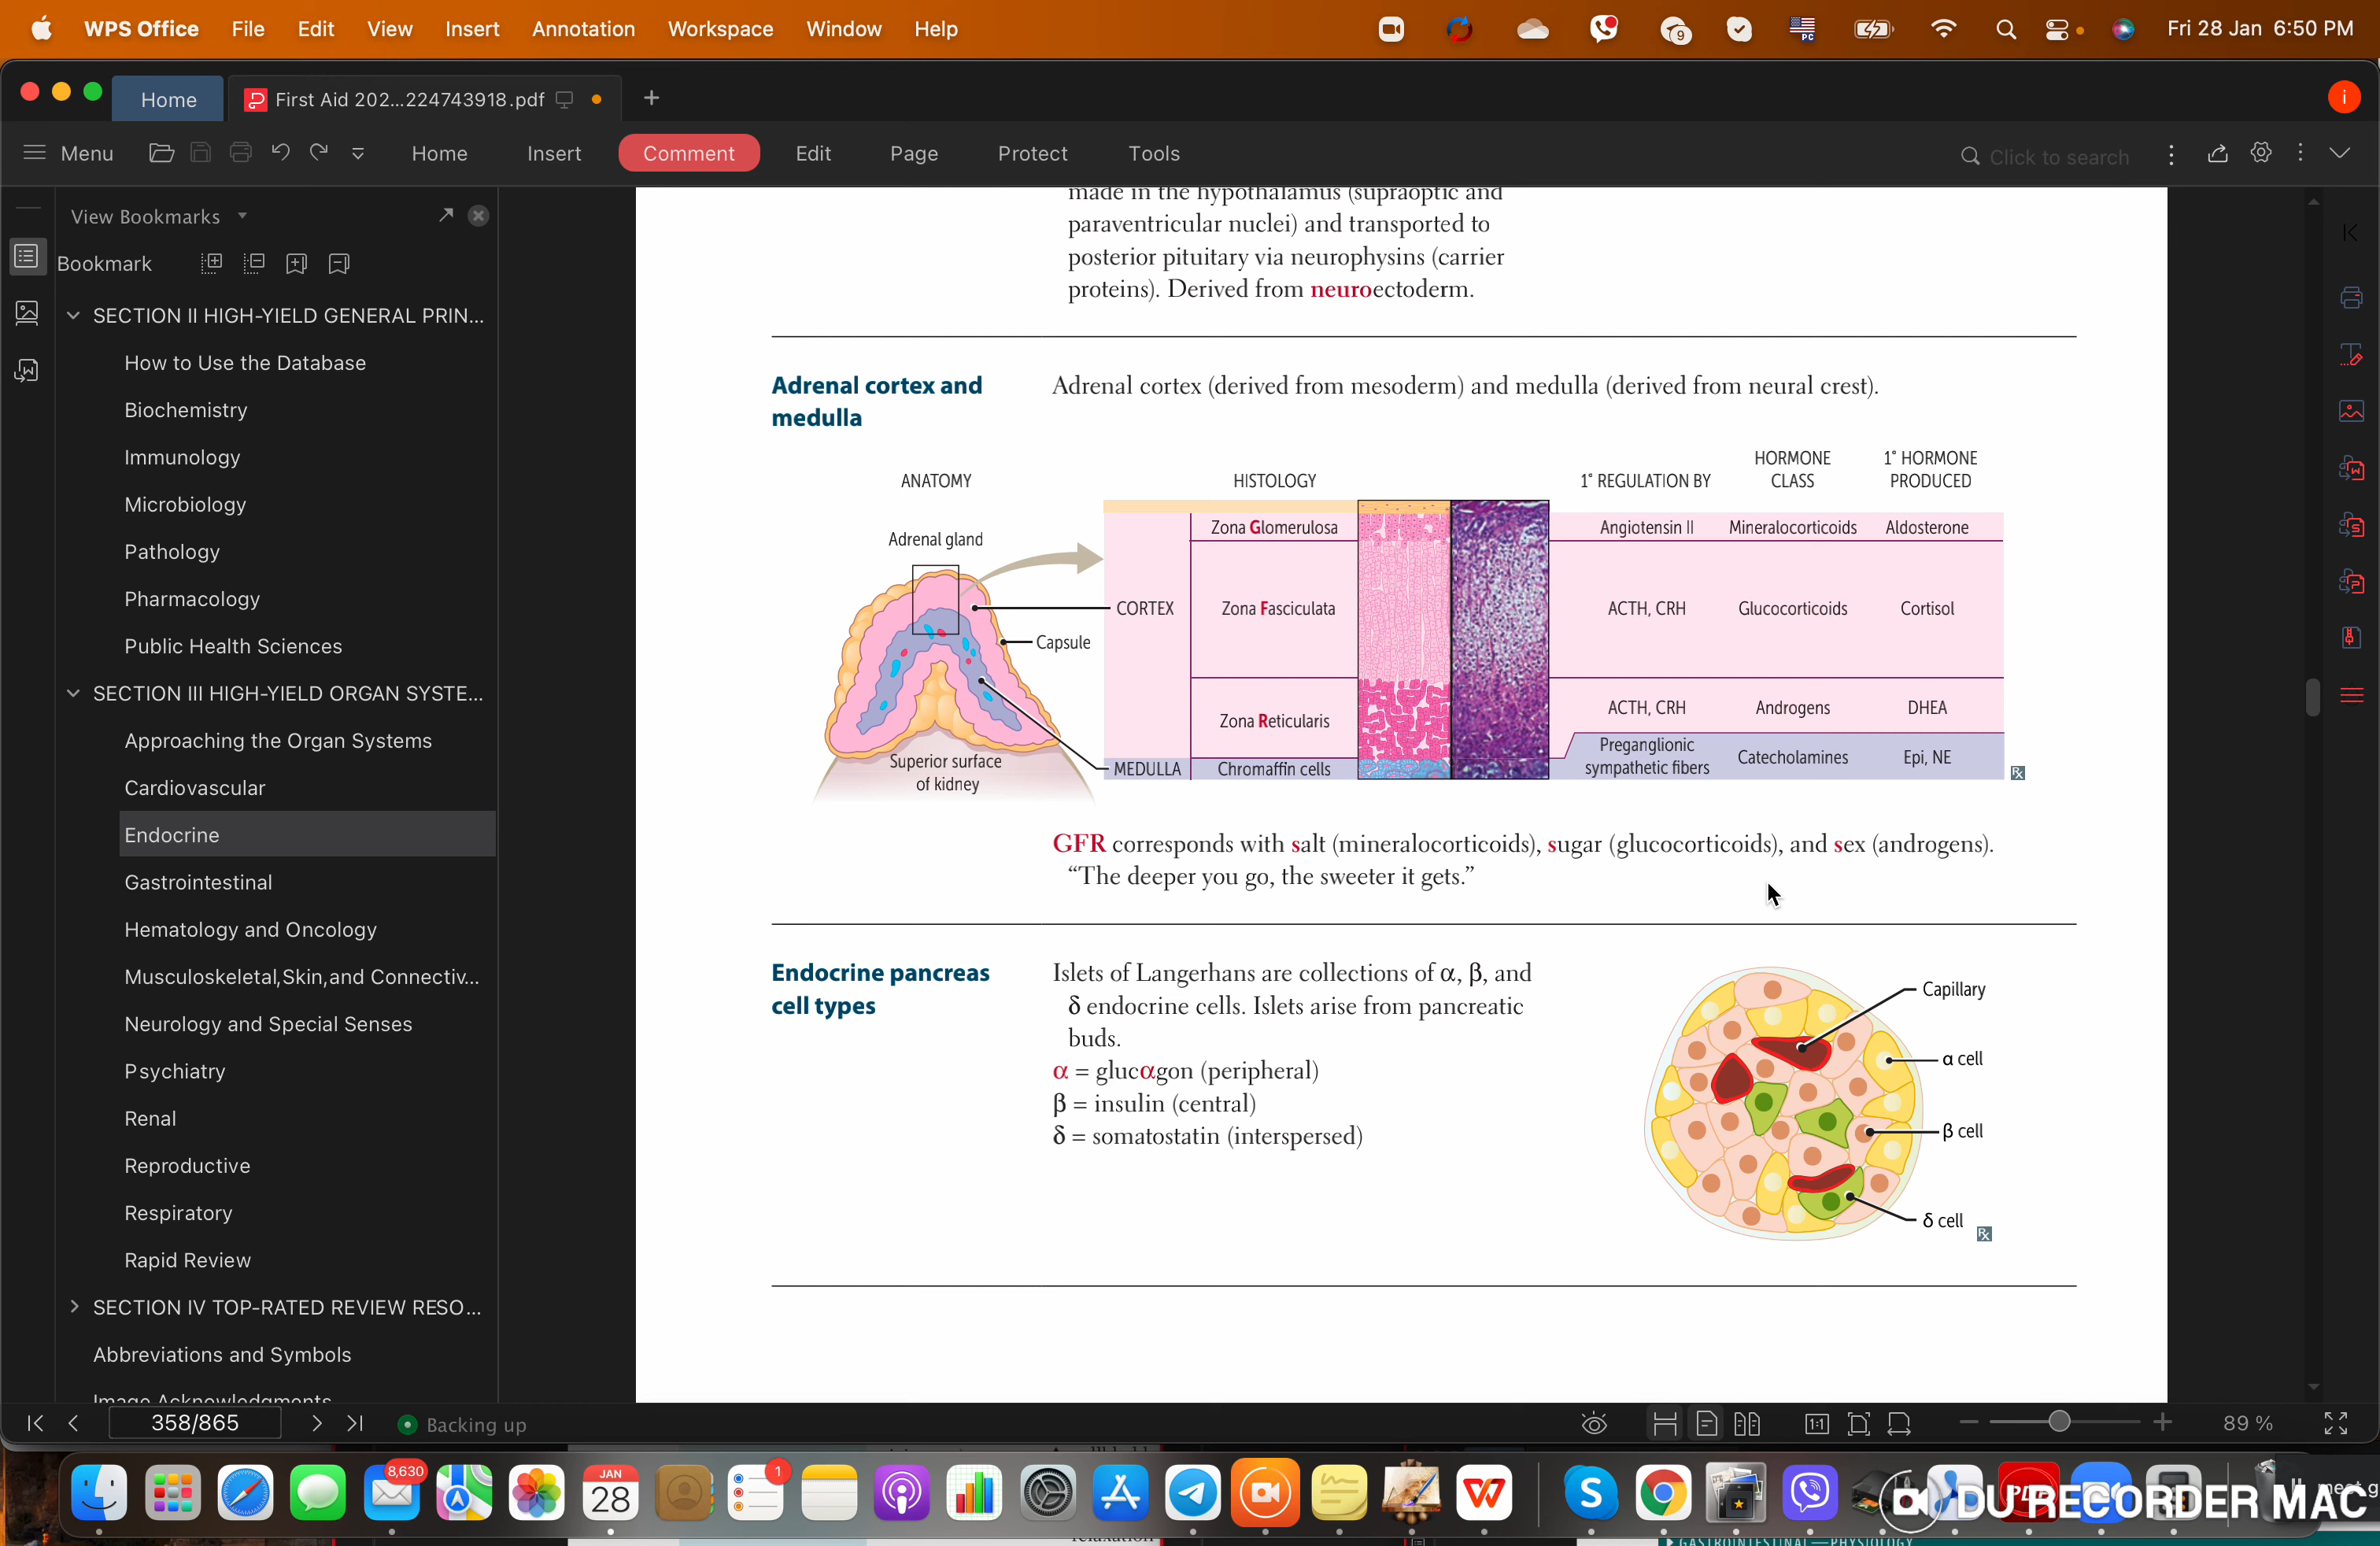 WPS Office File Edit View Insert Annotation Workspace Window Help 9 PC Fri 28 Jan 6:50 PM
Home First Aid 202...224743918.pdf + i
Menu Home Insert Comment Edit Page Protect Tools Click to search
View Bookmarks
Bookmark
SECTION II HIGH-YIELD GENERAL PRIN...
How to Use the Database
Biochemistry
Immunology
Microbiology
Pathology
Pharmacology
Public Health Sciences
SECTION III HIGH-YIELD ORGAN SYSTE...
Approaching the Organ Systems
Cardiovascular
Endocrine
Gastrointestinal
Hematology and Oncology
Musculoskeletal,Skin,and Connectiv...
Neurology and Special Senses
Psychiatry
Renal
Reproductive
Respiratory
Rapid Review
SECTION IV TOP-RATED REVIEW RESO...
Abbreviations and Symbols
Image Acknowledgments
made in the hypothalamus (supraoptic and
paraventricular nuclei) and transported to
posterior pituitary via neurophysins (carrier
proteins). Derived from neuroectoderm.
Adrenal cortex and
medulla
Adrenal cortex (derived from mesoderm) and medulla (derived from neural crest).
ANATOMY
HISTOLOGY
1° REGULATION BY
HORMONE
CLASS
1° HORMONE
PRODUCED
Adrenal gland
Capsule
Superior surface
of kidney
CORTEX
MEDULLA
Zona Glomerulosa Angiotensin II Mineralocorticoids Aldosterone
Zona Fasciculata ACTH, CRH Glucocorticoids Cortisol
Zona Reticularis ACTH, CRH Androgens DHEA
Chromaffin cells
Preganglionic
sympathetic fibers
Catecholamines Epi, NE
Rx
GFR corresponds with salt (mineralocorticoids), sugar (glucocorticoids), and sex (androgens).
“The deeper you go, the sweeter it gets.”
Endocrine pancreas
cell types
Islets of Langerhans are collections of α, β, and
δ endocrine cells. Islets arise from pancreatic
buds.
α = glucαgon (peripheral)
β = insulin (central)
δ = somatostatin (interspersed)
Capillary
α cell
β cell
δ cell
Rx
358/865 Backing up 1:1 89 %
8,630
JAN
28
1
DU RECORDER MAC
GASTROINTESTINAL—PHYSIOLOGY